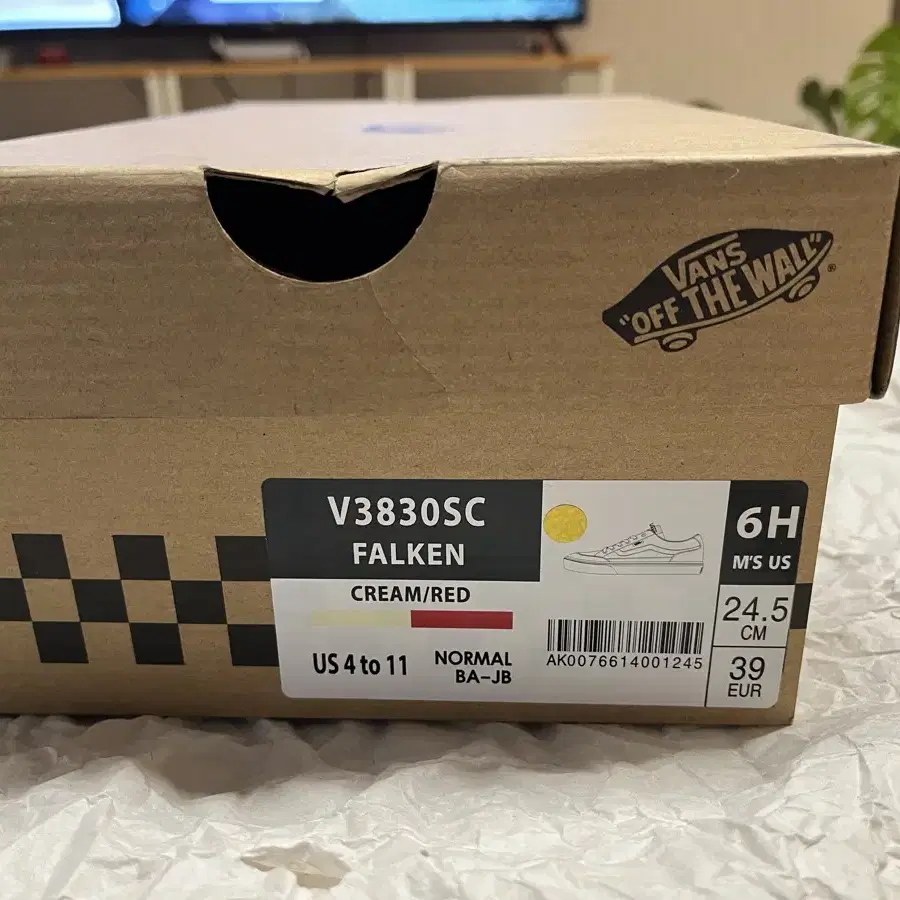 VANS
"OFF THE WALL"
®
V3830SC
FALKEN
CREAM/RED
US 4 to 11
NORMAL
BA-JB
AK0076614001245
6H
M'S US
24.5
CM
39
EUR